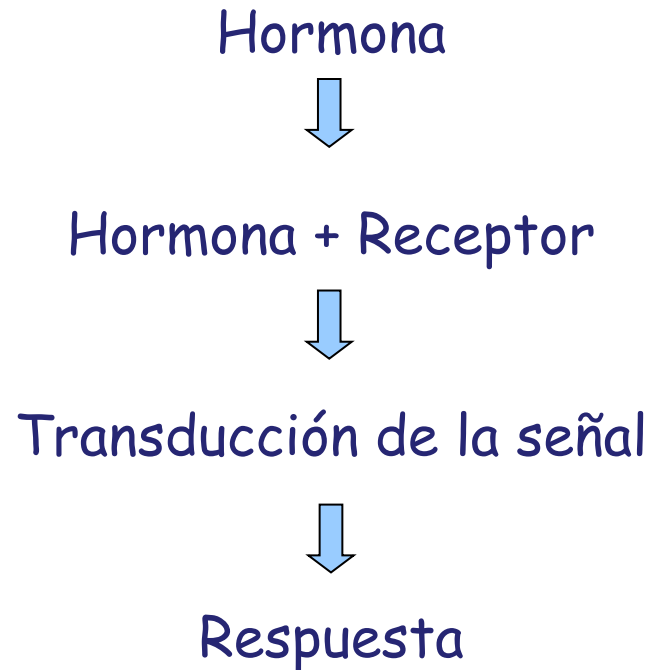 Hormona
Hormona + Receptor
Transducción de la señal
Respuesta